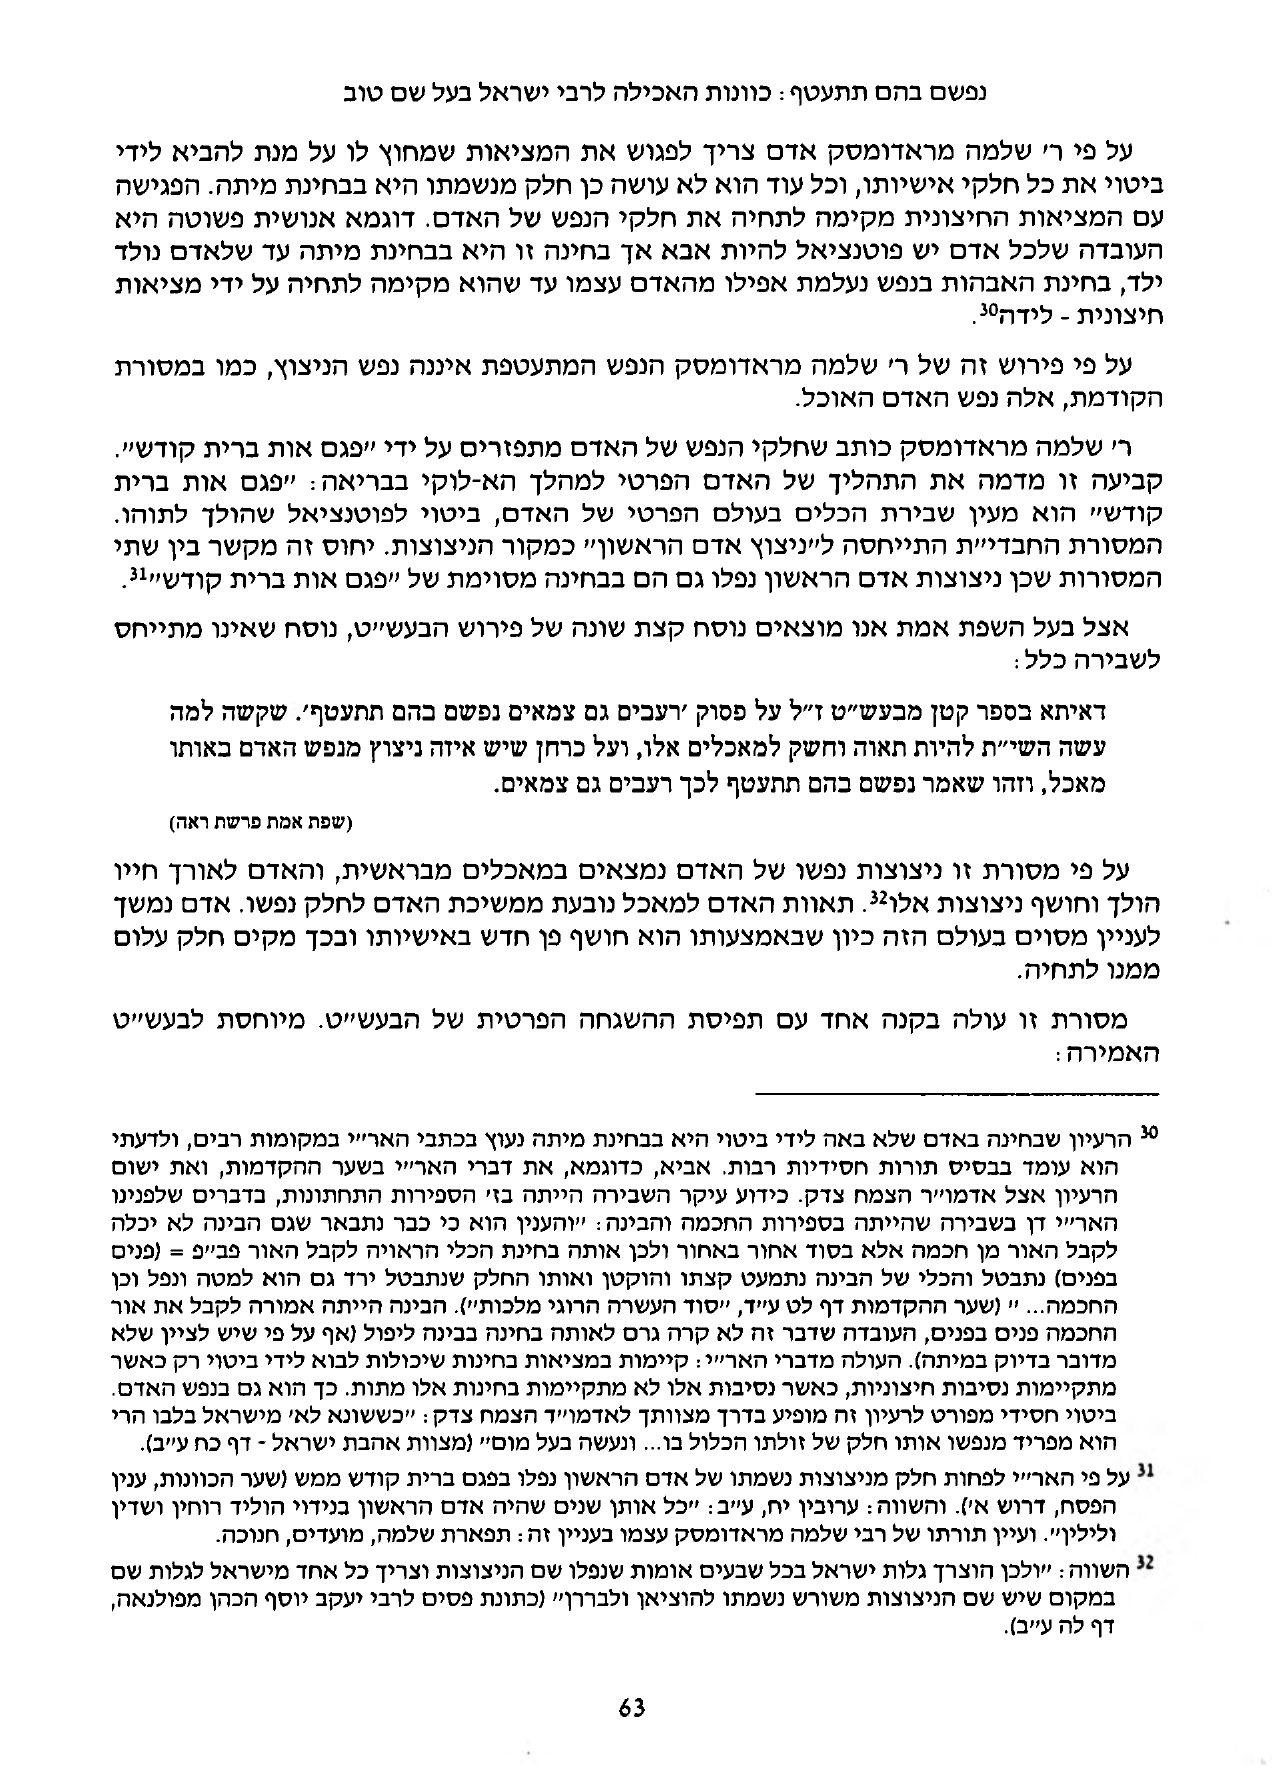 נפשם בהם תתעטף: כוונות האכילה לרבי ישראל בעל שם טוב
על פי ר' שלמה מראדומסק אדם צריך לפגוש את המציאות שמחוץ לו על מנת להביא לידי
ביטוי את כל חלקי אישיותו, וכל עוד הוא לא עושה כן חלק מנשמתו היא בבחינת מיתה. הפגישה
עם המציאות החיצונית מקימה לתחיה את חלקי הנפש של האדם. דוגמא אנושית פשוטה היא
העובדה שלכל אדם יש פוטנציאל להיות אבא אך בחינה זו היא בבחינת מיתה עד שלאדם נולד
ילד, בחינת האבהות בנפש נעלמת אפילו מהאדם עצמו עד שהוא מקימה לתחיה על ידי מציאות
חיצונית - לידה30.
על פי פירוש זה של ר' שלמה מראדומסק הנפש המתעטפת איננה נפש הניצוץ, כמו במסורת
הקודמת, אלה נפש האדם האוכל.
ר' שלמה מראדומסק כותב שחלקי הנפש של האדם מתפזרים על ידי "פגם אות ברית קודש".
קביעה זו מדמה את התהליך של האדם הפרטי למהלך הא-לוקי בבריאה: "פגם אות ברית
קודש" הוא מעין שבירת הכלים בעולם הפרטי של האדם, ביטוי לפוטנציאל שהולך לתוהו.
המסורת החבדי"ת התייחסה ל"ניצוץ אדם הראשון" כמקור הניצוצות. יחוס זה מקשר בין שתי
המסורות שכן ניצוצות אדם הראשון נפלו גם הם בבחינה מסוימת של "פגם אות ברית קודש"31.
אצל בעל השפת אמת אנו מוצאים נוסח קצת שונה של פירוש הבעש"ט, נוסח שאינו מתייחס
לשבירה כלל:
דאיתא בספר קטן מבעש"ט ז"ל על פסוק 'רעבים גם צמאים נפשם בהם תתעטף'. שקשה למה
עשה השי"ת להיות תאוה וחשק למאכלים אלו, ועל כרחן שיש איזה ניצוץ מנפש האדם באותו
מאכל, וזהו שאמר נפשם בהם תתעטף לכך רעבים גם צמאים.
(שפת אמת פרשת ראה)
על פי מסורת זו ניצוצות נפשו של האדם נמצאים במאכלים מבראשית, והאדם לאורך חייו
הולך וחושף ניצוצות אלו32. תאוות האדם למאכל נובעת ממשיכת האדם לחלק נפשו. אדם נמשך
לעניין מסוים בעולם הזה כיון שבאמצעותו הוא חושף פן חדש באישיותו ובכך מקים חלק עלום
ממנו לתחיה.
מסורת זו עולה בקנה אחד עם תפיסת ההשגחה הפרטית של הבעש"ט. מיוחסת לבעש"ט
האמירה:
30 הרעיון שבחינה באדם שלא באה לידי ביטוי היא בבחינת מיתה נעוץ בכתבי האר"י במקומות רבים, ולדעתי
הוא עומד בבסיס תורות חסידיות רבות. אביא, כדוגמא, את דברי האר"י בשער ההקדמות, ואת ישום
הרעיון אצל אדמו"ר הצמח צדק. כידוע עיקר השבירה הייתה בז' הספירות התחתונות, בדברים שלפנינו
האר"י דן בשבירה שהייתה בספירות החכמה והבינה: "והענין הוא כי כבר נתבאר שגם הבינה לא יכלה
לקבל האור מן חכמה אלא בסוד אחור באחור ולכן אותה בחינת הכלי הראויה לקבל האור פב"פ = (פנים
בפנים) נתבטל והכלי של הבינה נתמעט קצתו והוקטן ואותו החלק שנתבטל ירד גם הוא למטה ונפל וכן
החכמה... " (שער ההקדמות דף לט ע"ד, "סוד העשרה הרוגי מלכות"). הבינה הייתה אמורה לקבל את אור
החכמה פנים בפנים, העובדה שדבר זה לא קרה גרם לאותה בחינה בבינה ליפול (אף על פי שיש לציין שלא
מדובר בדיוק במיתה). העולה מדברי האר"י: קיימות במציאות בחינות שיכולות לבוא לידי ביטוי רק כאשר
מתקיימות נסיבות חיצוניות, כאשר נסיבות אלו לא מתקיימות בחינות אלו מתות. כך הוא גם בנפש האדם.
ביטוי חסידי מפורט לרעיון זה מופיע בדרך מצוותך לאדמו"ד הצמח צדק: "כששונא לא' מישראל בלבו הרי
הוא מפריד מנפשו אותו חלק של זולתו הכלול בו... ונעשה בעל מום" (מצוות אהבת ישראל - דף כח ע"ב).
31 על פי האר"י לפחות חלק מניצוצות נשמתו של אדם הראשון נפלו בפגם ברית קודש ממש (שער הכוונות, ענין
הפסח, דרוש א'). והשווה: ערובין יח, ע"ב: "כל אותן שנים שהיה אדם הראשון בנידוי הוליד רוחין ושדין
ולילין". ועיין תורתו של רבי שלמה מראדומסק עצמו בעניין זה: תפארת שלמה, מועדים, חנוכה.
32 השווה: "ולכן הוצרך גלות ישראל בכל שבעים אומות שנפלו שם הניצוצות וצריך כל אחד מישראל לגלות שם
במקום שיש שם הניצוצות משורש נשמתו להוציאן ולבררן" (כתונת פסים לרבי יעקב יוסף הכהן מפולנאה,
דף לה ע"ב).
63